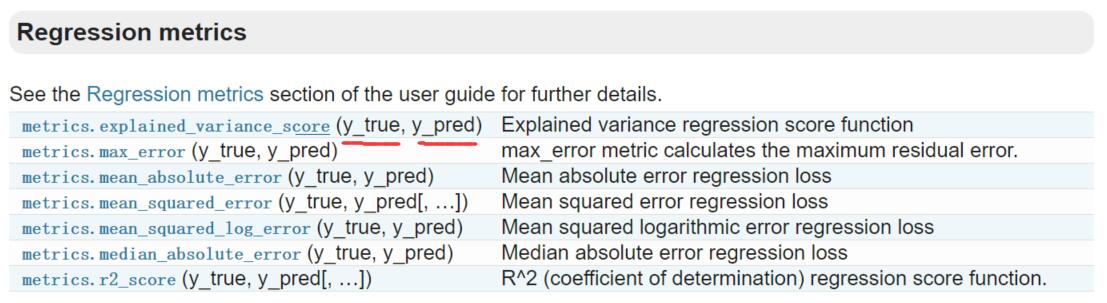 Regression metrics
See the Regression metrics section of the user guide for further details.
metrics.explained_variance_score (y_true, y_pred) Explained variance regression score function
metrics.max_error (y_true, y_pred) max_error metric calculates the maximum residual error.
metrics.mean_absolute_error (y_true, y_pred) Mean absolute error regression loss
metrics.mean_squared_error (y_true, y_pred[, …]) Mean squared error regression loss
metrics.mean_squared_log_error (y_true, y_pred) Mean squared logarithmic error regression loss
metrics.median_absolute_error (y_true, y_pred) Median absolute error regression loss
metrics.r2_score (y_true, y_pred[, …]) R^2 (coefficient of determination) regression score function.